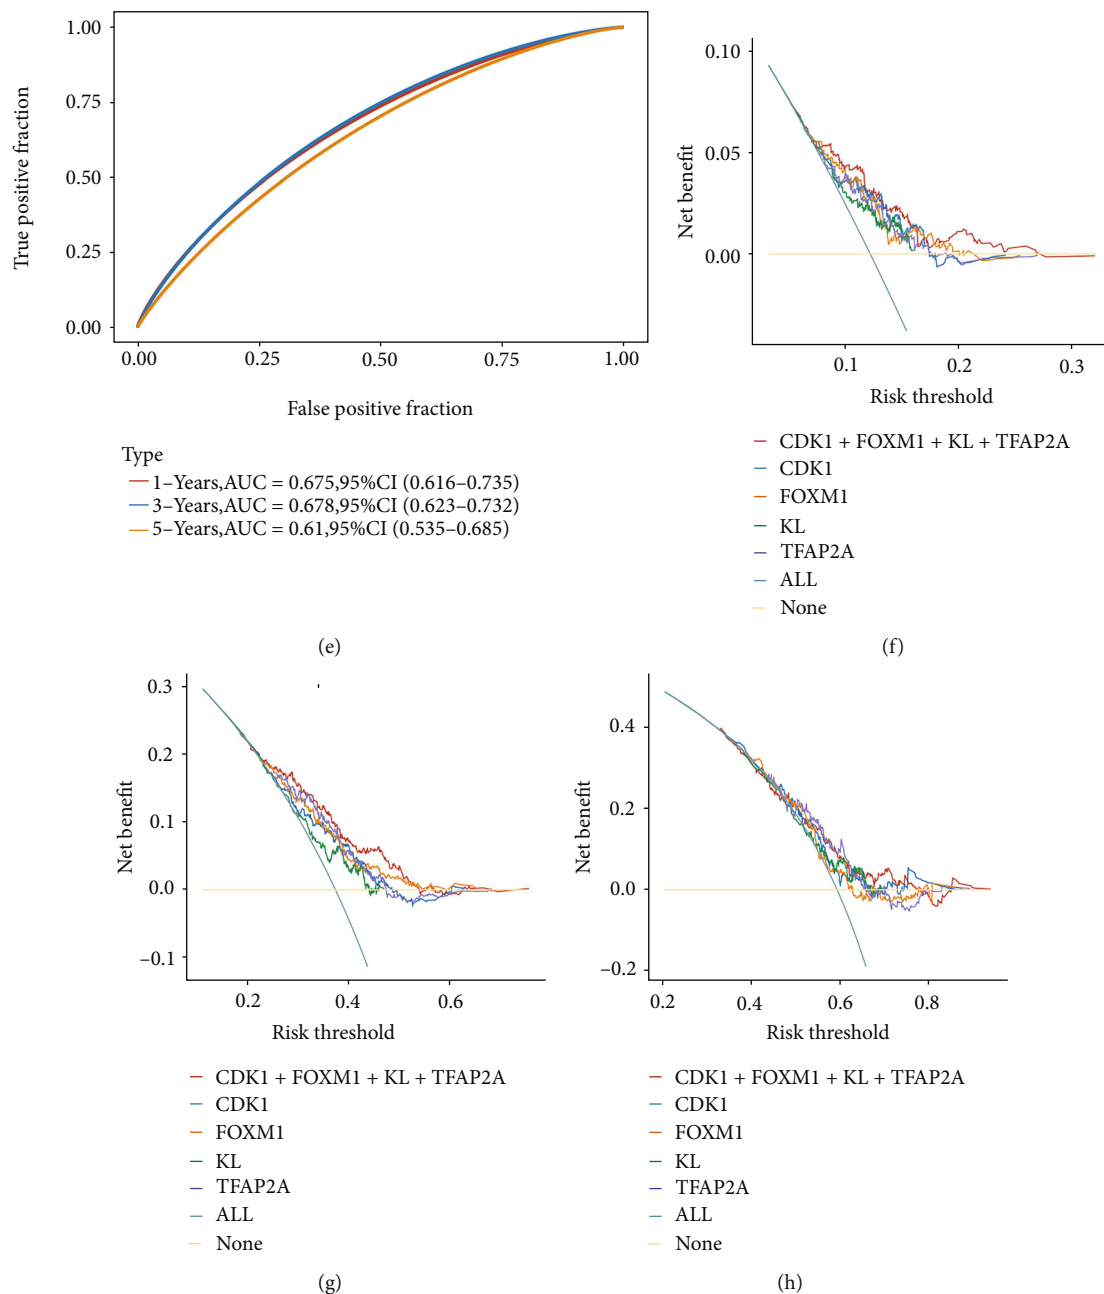 1.00
0.75
0.50
0.25
0.00
True positive fraction
0.00 0.25 0.50 0.75 1.00
False positive fraction
Type
1–Years,AUC = 0.675,95%CI (0.616–0.735)
3–Years,AUC = 0.678,95%CI (0.623–0.732)
5–Years,AUC = 0.61,95%CI (0.535–0.685)
(e)
0.10
0.05
0.00
Net benefit
0.1 0.2 0.3
Risk threshold
CDK1 + FOXM1 + KL + TFAP2A
CDK1
FOXM1
KL
TFAP2A
ALL
None
(f)
0.3
0.2
0.1
0.0
–0.1
Net benefit
0.2 0.4 0.6
Risk threshold
CDK1 + FOXM1 + KL + TFAP2A
CDK1
FOXM1
KL
TFAP2A
ALL
None
(g)
0.4
0.2
0.0
–0.2
Net benefit
0.2 0.4 0.6 0.8
Risk threshold
CDK1 + FOXM1 + KL + TFAP2A
CDK1
FOXM1
KL
TFAP2A
ALL
None
(h)